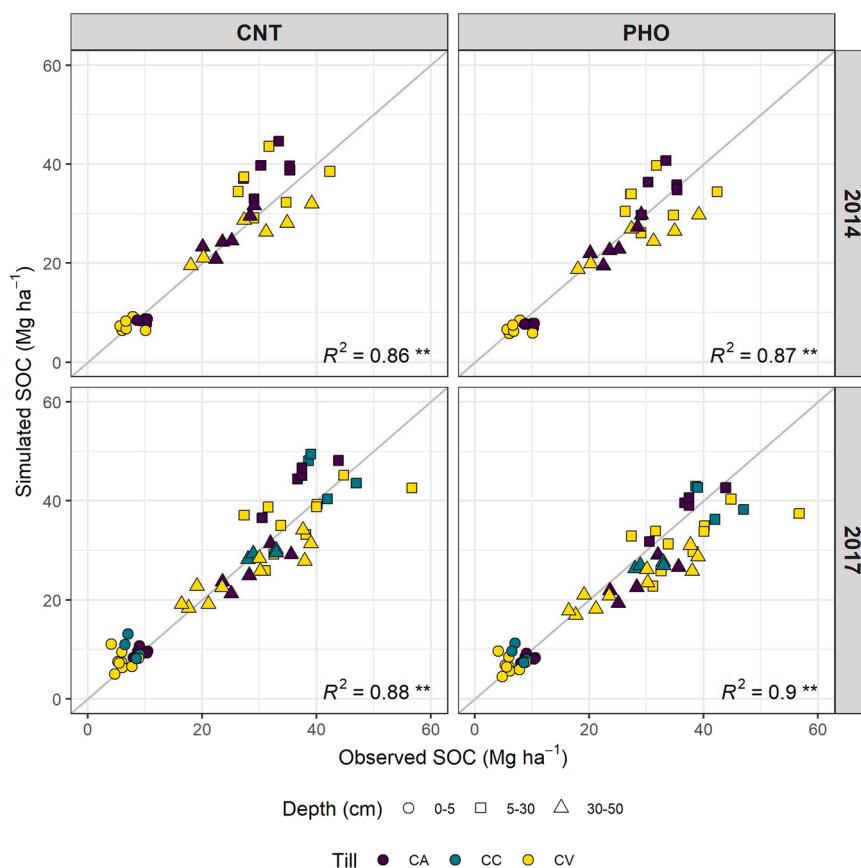 CNT
PHO
60
40
20
0
R² = 0.86 **
R² = 0.87 **
2014
Simulated SOC (Mg ha⁻¹)
60
40
20
0
R² = 0.88 **
R² = 0.9 **
2017
0 20 40 60
0 20 40 60
Observed SOC (Mg ha⁻¹)
Depth (cm) 0-5 5-30 30-50
Till CA CC CV